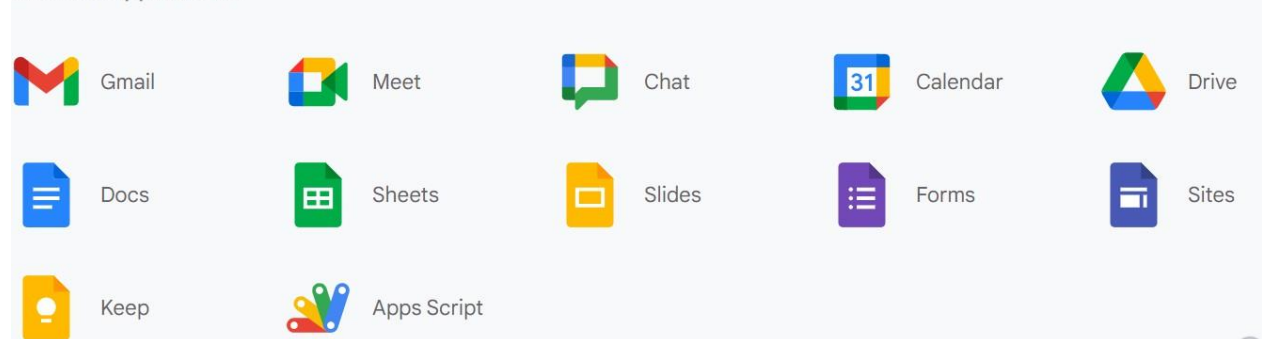 Gmail Meet Chat 31 Calendar Drive
Docs Sheets Slides Forms Sites
Keep Apps Script